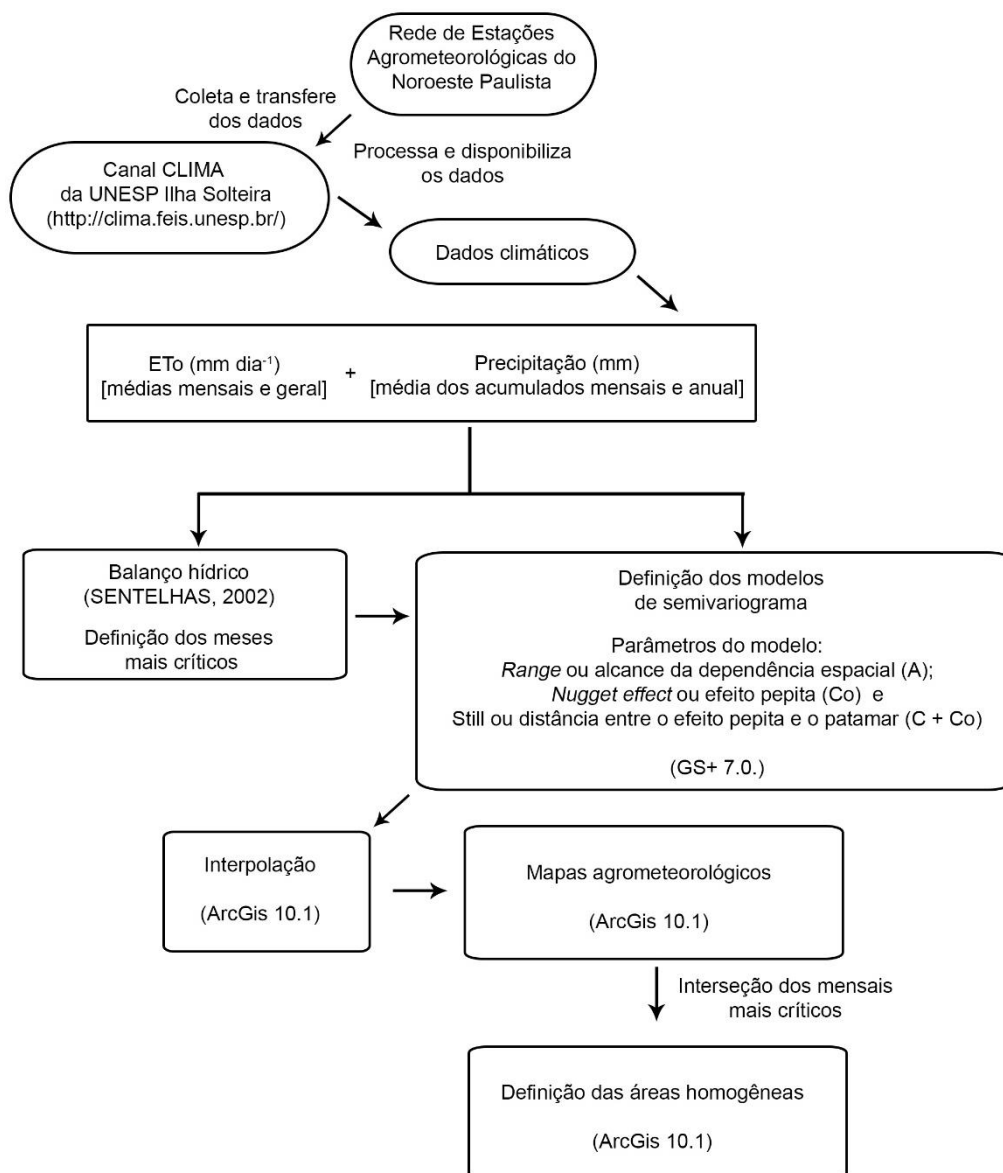 Rede de Estações
Agrometeorológicas do
Noroeste Paulista
Coleta e transfere
dos dados
Canal CLIMA
da UNESP Ilha Solteira
(http://clima.feis.unesp.br/)
Processa e disponibiliza
os dados
Dados climáticos
ETo (mm dia⁻¹)
[médias mensais e geral]
+
Precipitação (mm)
[média dos acumulados mensais e anual]
Balanço hídrico
(SENTELHAS, 2002)
Definição dos meses
mais críticos
Definição dos modelos
de semivariograma
Parâmetros do modelo:
Range ou alcance da dependência espacial (A);
Nugget effect ou efeito pepita (Co) e
Still ou distância entre o efeito pepita e o patamar (C + Co)
(GS+ 7.0.)
Interpolação
(ArcGis 10.1)
Mapas agrometeorológicos
(ArcGis 10.1)
Interseção dos mensais
mais críticos
Definição das áreas homogêneas
(ArcGis 10.1)